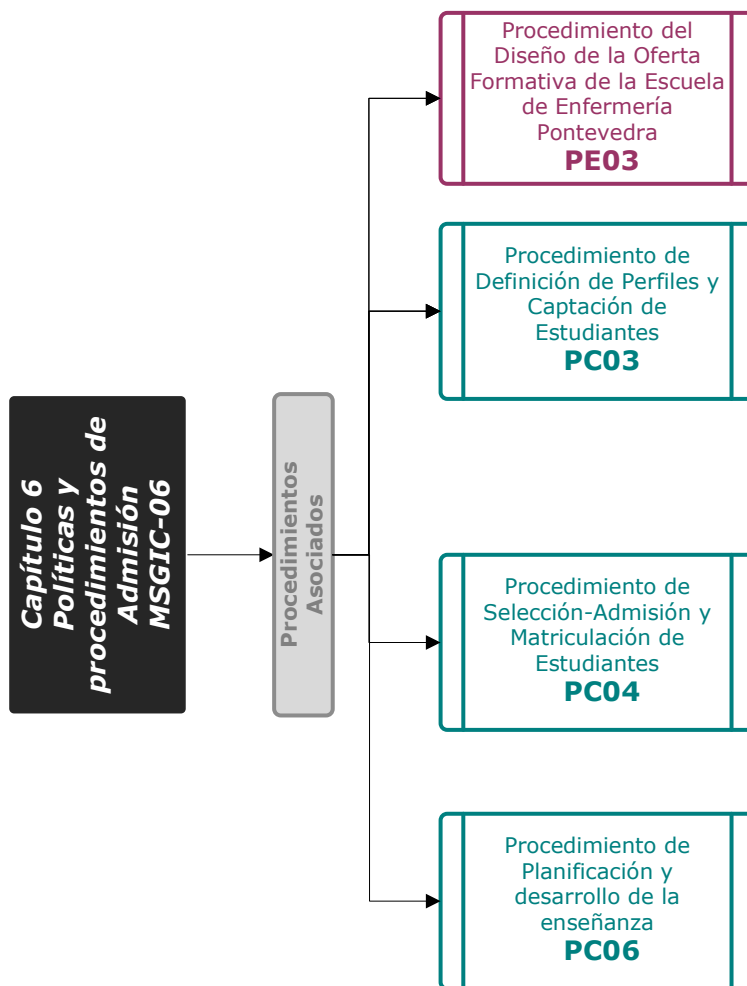 Capítulo 6
Políticas y
procedimientos de
Admisión
MSGIC-06
Procedimientos
Asociados
Procedimiento del
Diseño de la Oferta
Formativa de la Escuela
de Enfermería
Pontevedra
PE03
Procedimiento de
Definición de Perfiles y
Captación de
Estudiantes
PC03
Procedimiento de
Selección-Admisión y
Matriculación de
Estudiantes
PC04
Procedimiento de
Planificación y
desarrollo de la
enseñanza
PC06